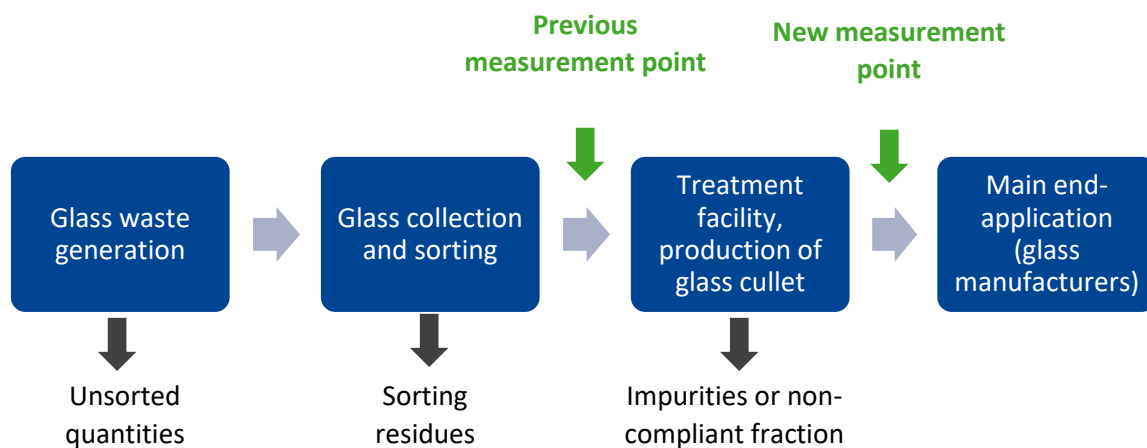 Previous
measurement point
New measurement
point
Glass waste
generation
Glass collection
and sorting
Treatment
facility,
production of
glass cullet
Main end-
application
(glass
manufacturers)
Unsorted
quantities
Sorting
residues
Impurities or non-
compliant fraction